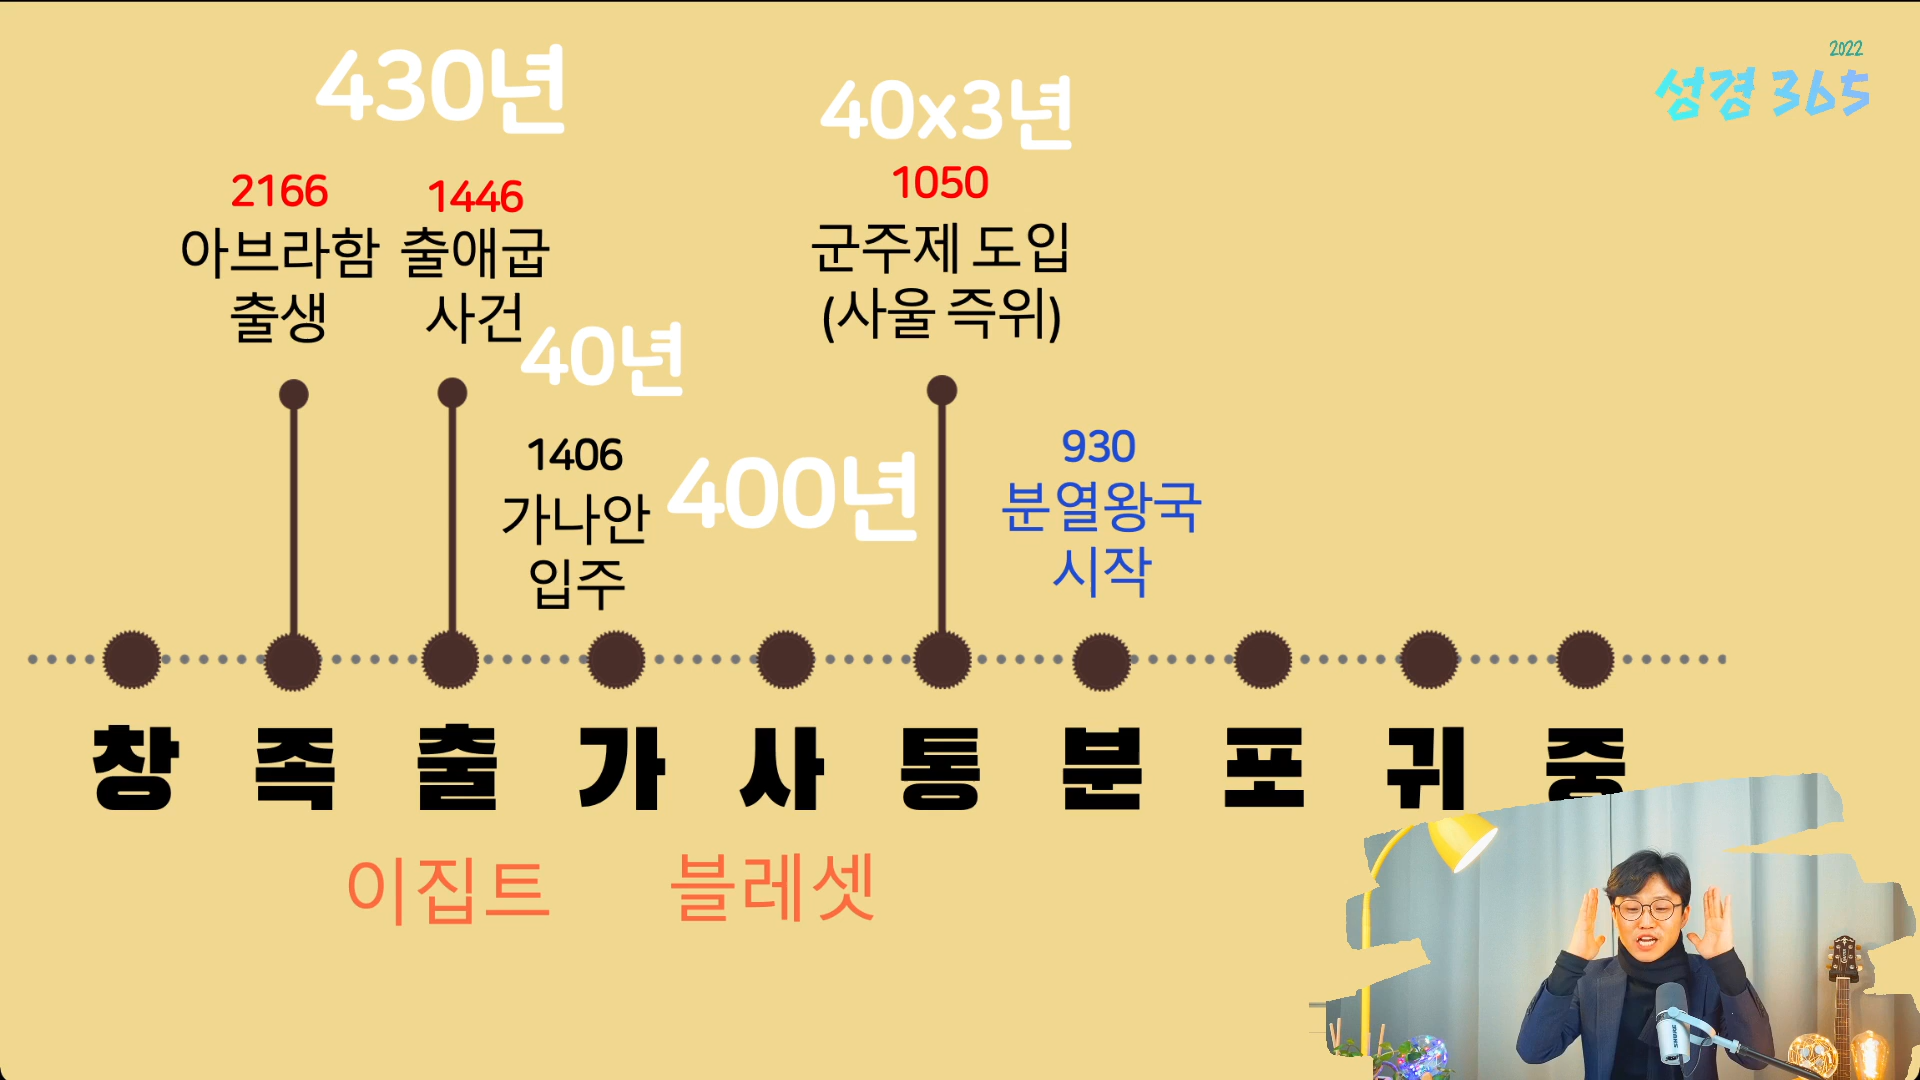 2022
성경 365
430년
40x3년
2166
1446
1050
아브라함
출생
출애굽
사건
군주제 도입
(사울 즉위)
40년
1406
가나안
입주
400년
930
분열왕국
시작
창 족 출 가 사 통 분 포 귀 중
이집트
블레셋
SHURE